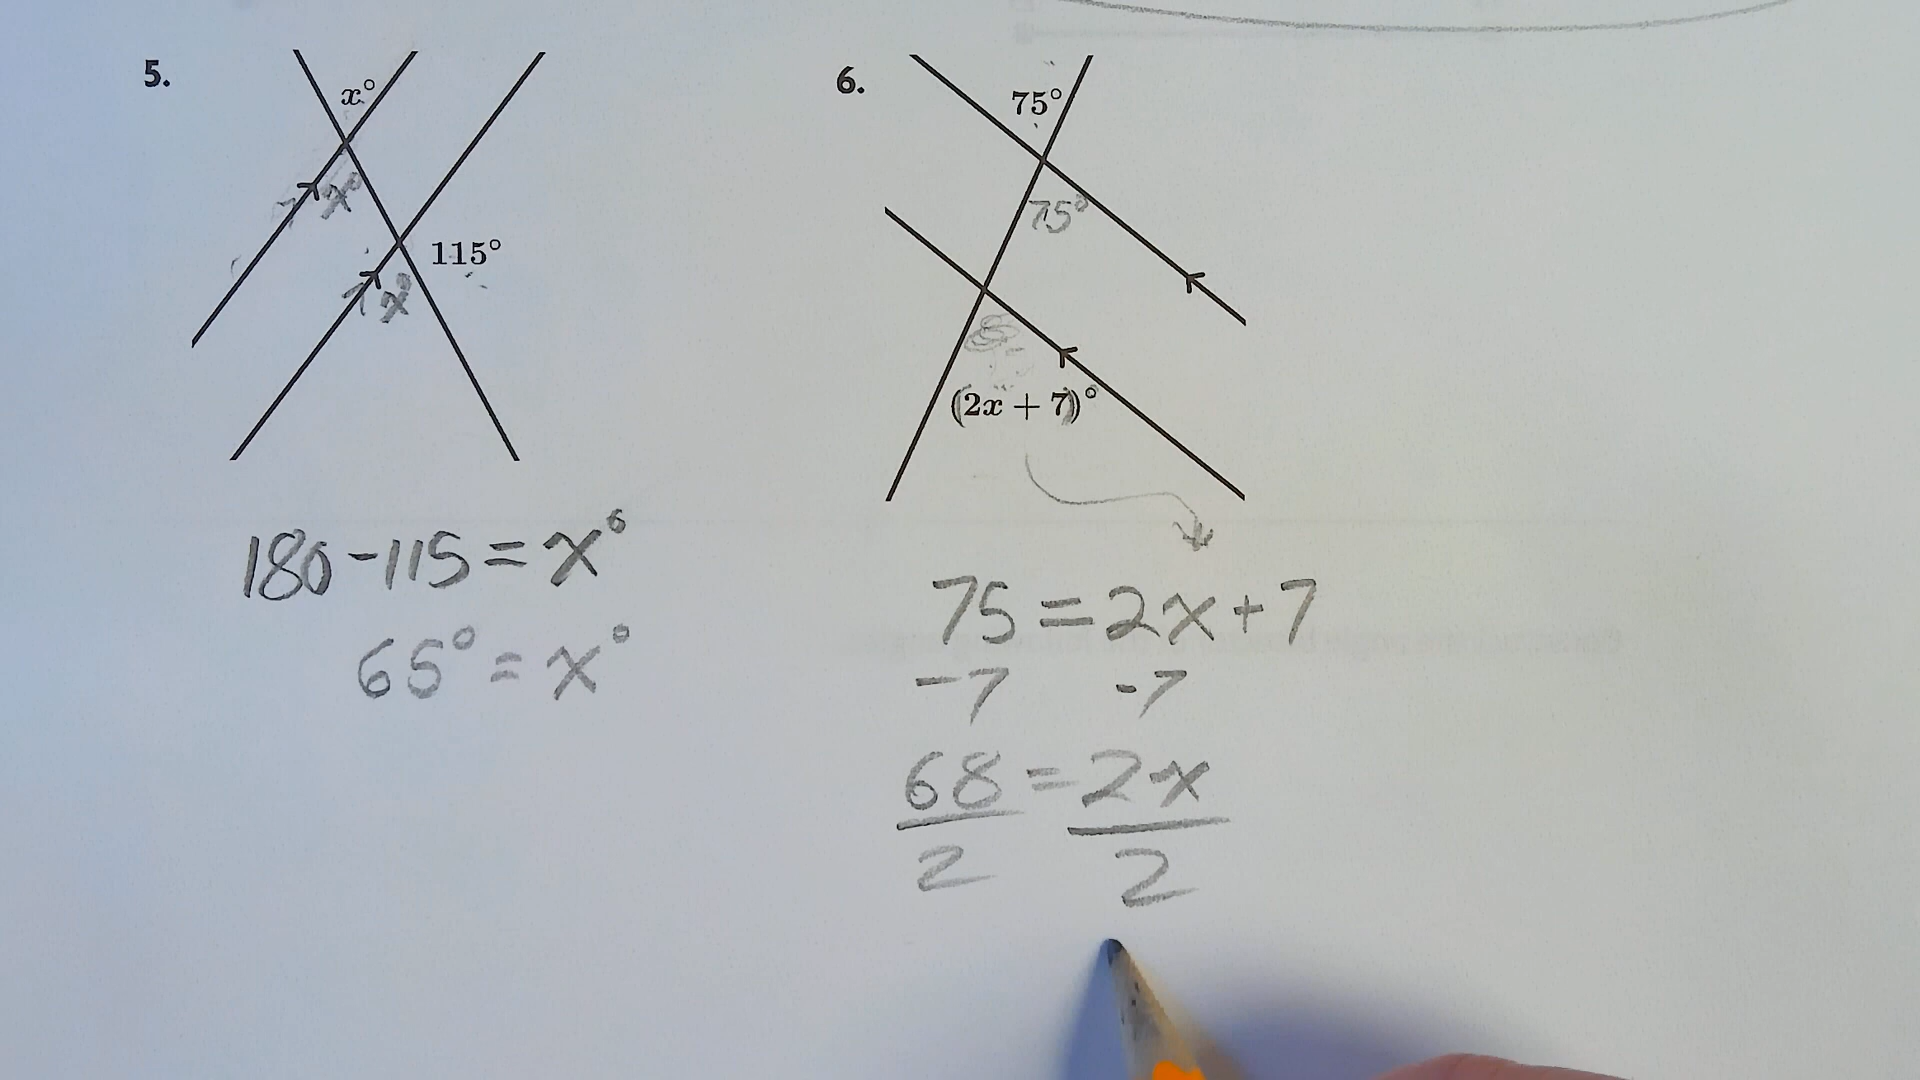 5.
x°
x°
115°
x°
180-115=x°
65°=x°
6.
75°
75°
(2x + 7)°
75=2x+7
-7 -7
68=2x
2 2